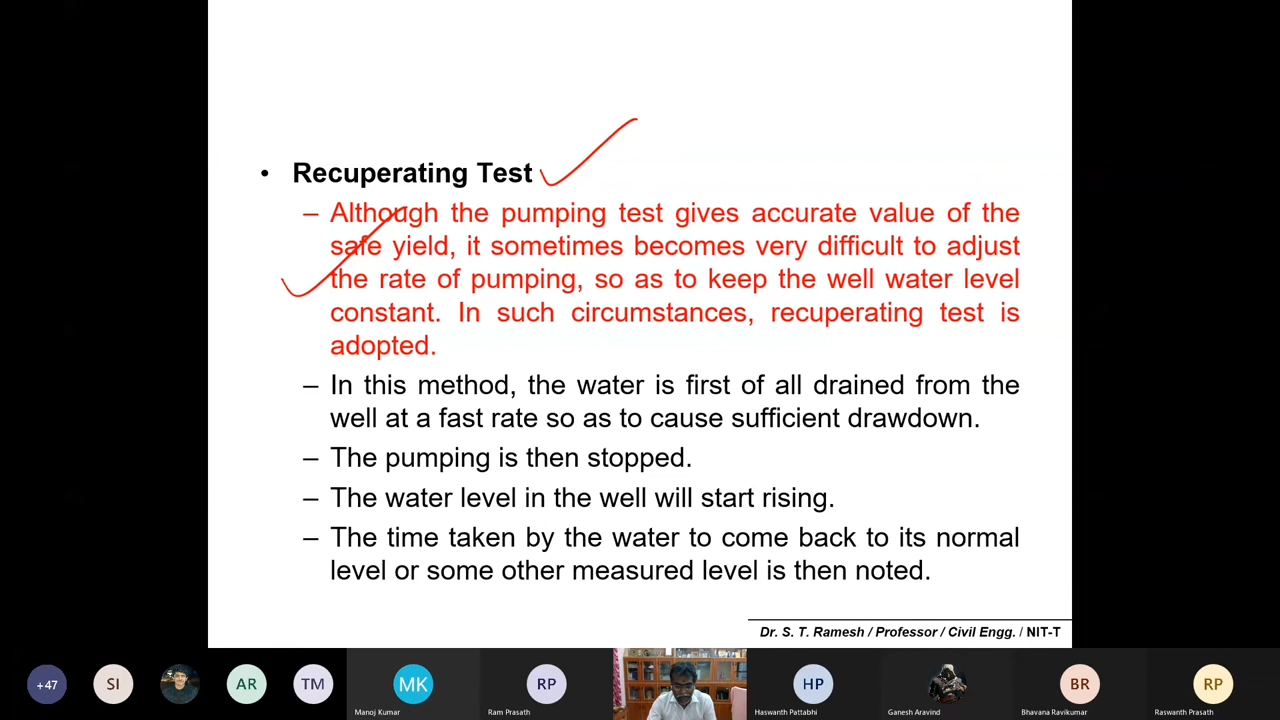 • Recuperating Test
– Although the pumping test gives accurate value of the
safe yield, it sometimes becomes very difficult to adjust
the rate of pumping, so as to keep the well water level
constant. In such circumstances, recuperating test is
adopted.
– In this method, the water is first of all drained from the
well at a fast rate so as to cause sufficient drawdown.
– The pumping is then stopped.
– The water level in the well will start rising.
– The time taken by the water to come back to its normal
level or some other measured level is then noted.
Dr. S. T. Ramesh / Professor / Civil Engg. / NIT-T
+47 SI AR TM MK RP HP BR RP
Manoj Kumar Ram Prasath Haswanth Pattabhi Ganesh Aravind Bhavana Ravikumar Raswanth Prasath